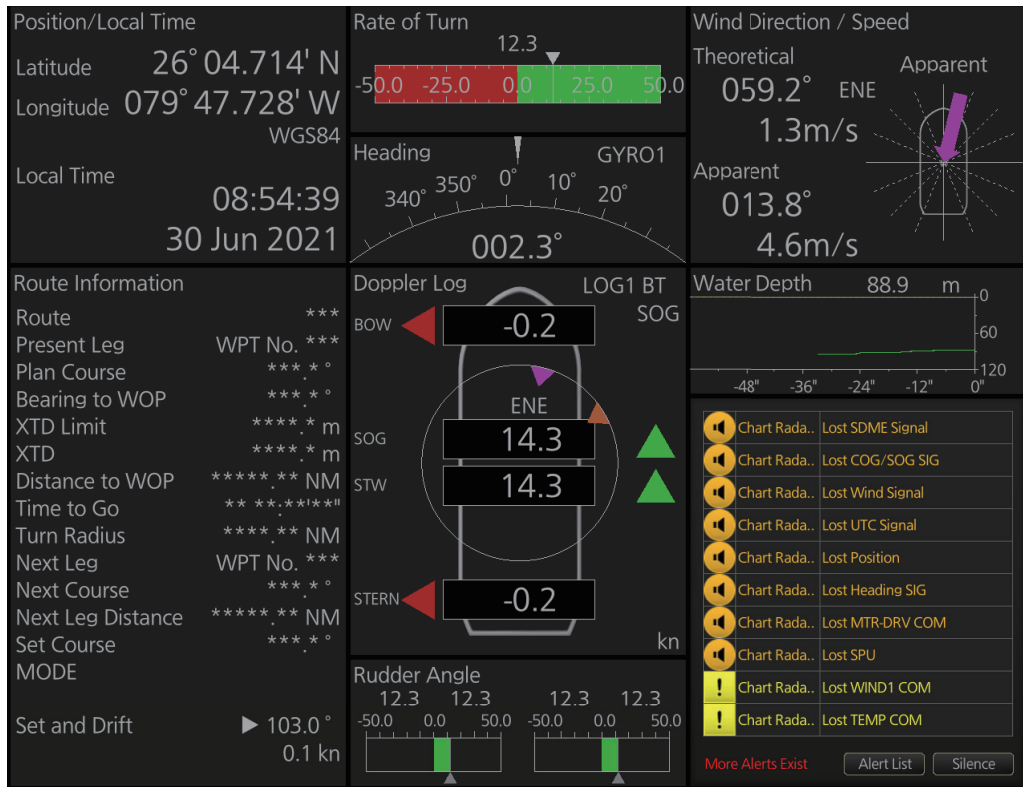 Position/Local Time
Latitude 26° 04.714' N
Longitude 079° 47.728' W
WGS84
Local Time
08:54:39
30 Jun 2021
Rate of Turn
12.3
-50.0 -25.0 0.0 25.0 50.0
Heading GYRO1
340° 350° 0° 10° 20°
002.3°
Wind Direction / Speed
Theoretical
059.2° ENE
1.3m/s
Apparent
Apparent
013.8°
4.6m/s
Route Information
Route ***
Present Leg WPT No. ***
Plan Course ***.* °
Bearing to WOP ***.* °
XTD Limit ****.* m
XTD ****.* m
Distance to WOP *****.** NM
Time to Go ** **:**'**"
Turn Radius ****.** NM
Next Leg WPT No. ***
Next Course ***.* °
Next Leg Distance *****.** NM
Set Course ***.* °
MODE
Set and Drift ▶ 103.0 °
0.1 kn
Doppler Log LOG1 BT
SOG
BOW -0.2
ENE
SOG 14.3
STW 14.3
STERN -0.2
kn
Rudder Angle
12.3 12.3 12.3 12.3
-50.0 0.0 50.0 -50.0 0.0 50.0
Water Depth 88.9 m
0
60
120
-48" -36" -24" -12" 0"
Chart Rada.. Lost SDME Signal
Chart Rada.. Lost COG/SOG SIG
Chart Rada.. Lost Wind Signal
Chart Rada.. Lost UTC Signal
Chart Rada.. Lost Position
Chart Rada.. Lost Heading SIG
Chart Rada.. Lost MTR-DRV COM
Chart Rada.. Lost SPU
! Chart Rada.. Lost WIND1 COM
! Chart Rada.. Lost TEMP COM
More Alerts Exist Alert List Silence